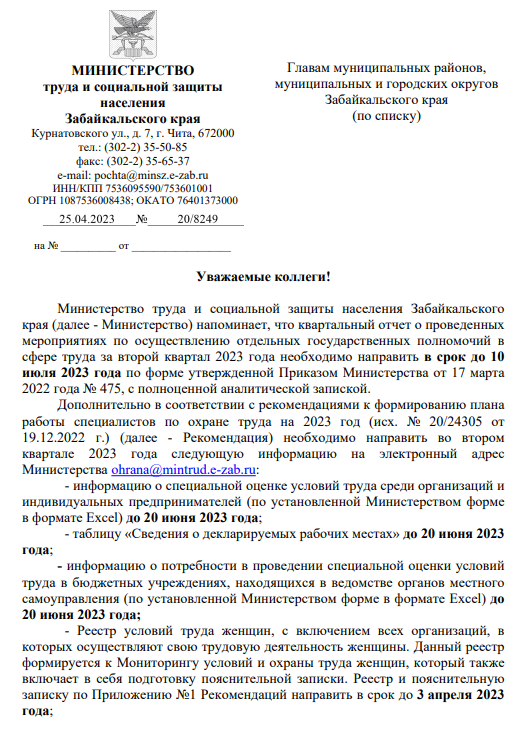 МИНИСТЕРСТВО
труда и социальной защиты
населения
Забайкальского края
Курнатовского ул., д. 7, г. Чита, 672000
тел.: (302-2) 35-50-85
факс: (302-2) 35-65-37
e-mail: pochta@minsz.e-zab.ru
ИНН/КПП 7536095590/753601001
ОГРН 1087536008438; ОКАТО 76401373000
25.04.2023 № 20/8249
на № __________ от __________________
Главам муниципальных районов,
муниципальных и городских округов
Забайкальского края
(по списку)
Уважаемые коллеги!
Министерство труда и социальной защиты населения Забайкальского
края (далее - Министерство) напоминает, что квартальный отчет о проведенных
мероприятиях по осуществлению отдельных государственных полномочий в
сфере труда за второй квартал 2023 года необходимо направить в срок до 10
июля 2023 года по форме утвержденной Приказом Министерства от 17 марта
2022 года № 475, с полноценной аналитической запиской.
Дополнительно в соответствии с рекомендациями к формированию плана
работы специалистов по охране труда на 2023 год (исх. № 20/24305 от
19.12.2022 г.) (далее - Рекомендация) необходимо направить во втором
квартале 2023 года следующую информацию на электронный адрес
Министерства ohrana@mintrud.e-zab.ru:
- информацию о специальной оценке условий труда среди организаций и
индивидуальных предпринимателей (по установленной Министерством форме
в формате Excel) до 20 июня 2023 года;
- таблицу «Сведения о декларируемых рабочих местах» до 20 июня 2023
года;
- информацию о потребности в проведении специальной оценки условий
труда в бюджетных учреждениях, находящихся в ведомстве органов местного
самоуправления (по установленной Министерством форме в формате Excel) до
20 июня 2023 года;
- Реестр условий труда женщин, с включением всех организаций, в
которых осуществляют свою трудовую деятельность женщины. Данный реестр
формируется к Мониторингу условий и охраны труда женщин, который также
включает в себя подготовку пояснительной записки. Реестр и пояснительную
записку по Приложению №1 Рекомендаций направить в срок до 3 апреля 2023
года;